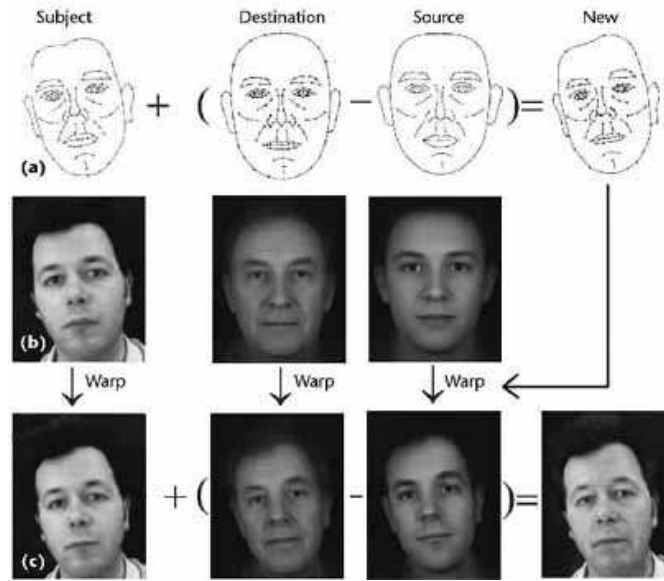 Subject Destination Source New
+ ( − ) =
(a)
(b)
Warp Warp Warp
+ ( − ) =
(c)